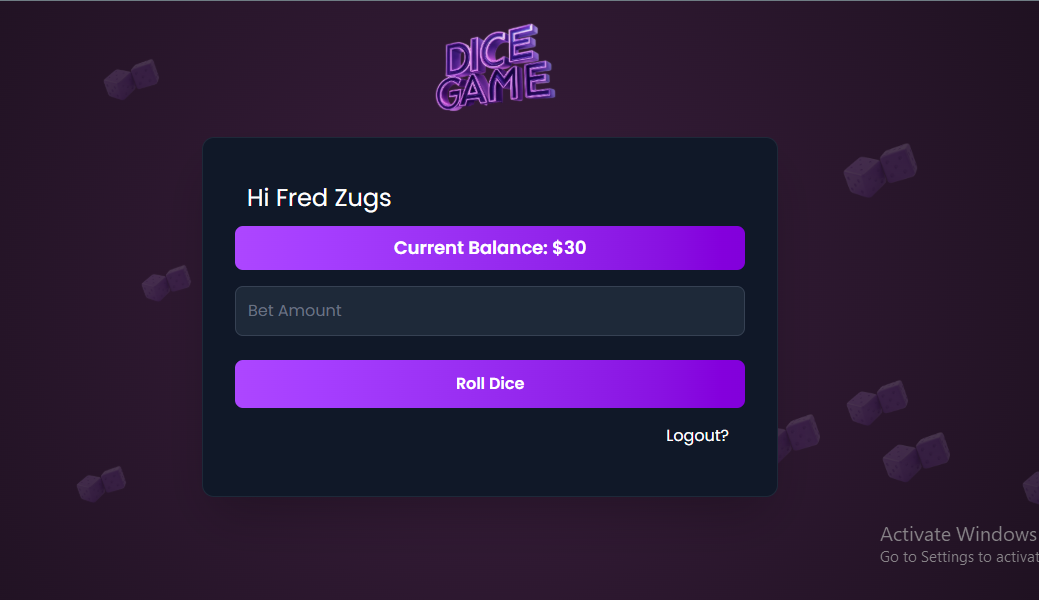 DICE
GAME
Hi Fred Zugs
Current Balance: $30
Bet Amount
Roll Dice
Logout?
Activate Windows
Go to Settings to activat